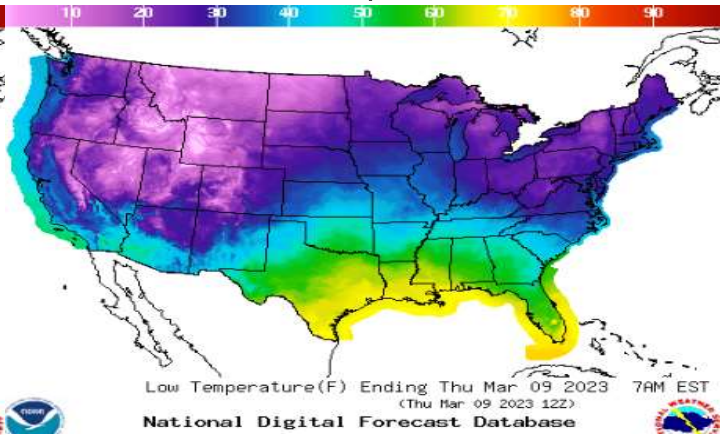 10 20 30 40 50 60 70 80 90
Low Temperature(F) Ending Thu Mar 09 2023 7AM EST
(Thu Mar 09 2023 12Z)
National Digital Forecast Database
noaa